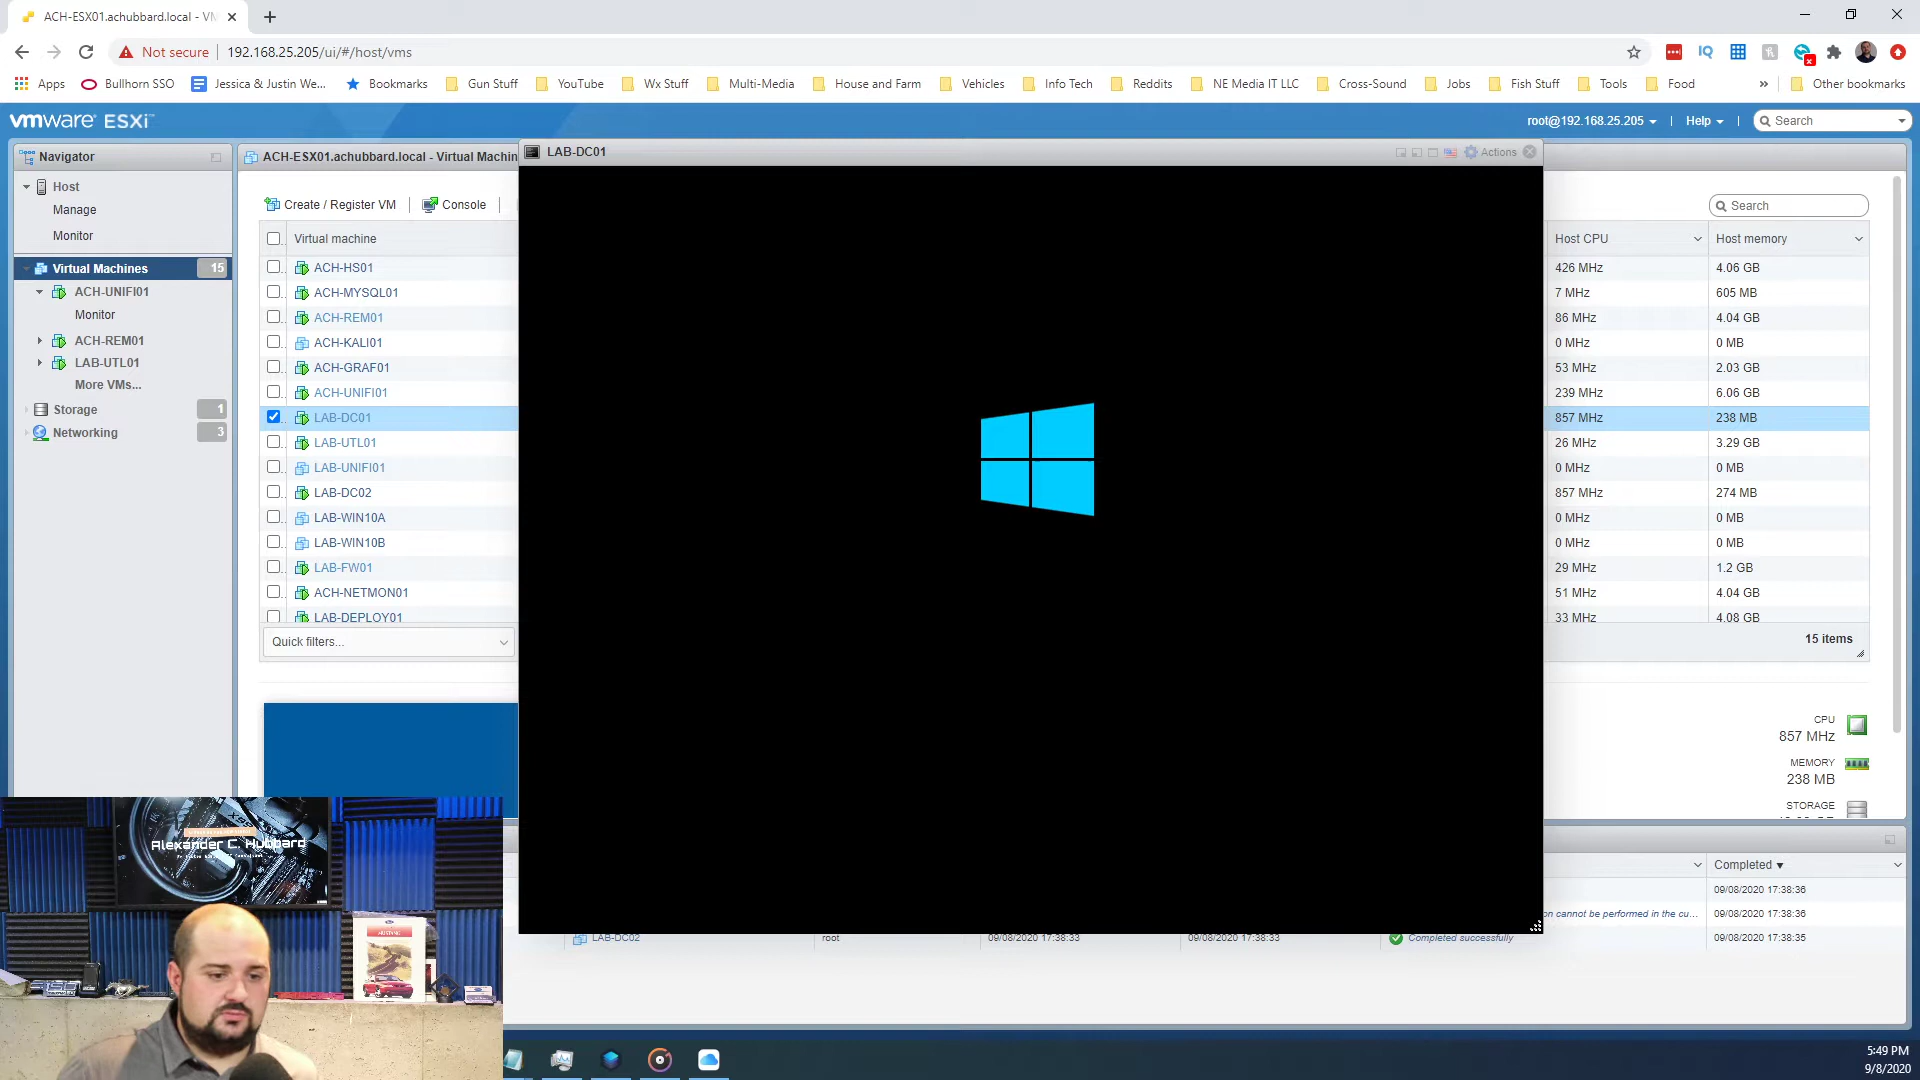 ACH-ESX01.achubbard.local - VM
Not secure
192.168.25.205/ui/#/host/vms
Apps
Bullhorn SSO
Jessica & Justin We...
Bookmarks
Gun Stuff
YouTube
Wx Stuff
Multi-Media
House and Farm
Vehicles
Info Tech
Reddits
NE Media IT LLC
Cross-Sound
Jobs
Fish Stuff
Tools
Food
»
Other bookmarks
vmware ESXi
root@192.168.25.205
Help
Search
Navigator
Host
Manage
Monitor
Virtual Machines 15
ACH-UNIFI01
Monitor
ACH-REM01
LAB-UTL01
More VMs...
Storage 1
Networking 3
ACH-ESX01.achubbard.local - Virtual Machin
Create / Register VM
Console
Search
LAB-DC01
Actions
Virtual machine
Host CPU
Host memory
ACH-HS01 426 MHz 4.06 GB
ACH-MYSQL01 7 MHz 605 MB
ACH-REM01 86 MHz 4.04 GB
ACH-KALI01 0 MHz 0 MB
ACH-GRAF01 53 MHz 2.03 GB
ACH-UNIFI01 239 MHz 6.06 GB
LAB-DC01 857 MHz 238 MB
LAB-UTL01 26 MHz 3.29 GB
LAB-UNIFI01 0 MHz 0 MB
LAB-DC02 857 MHz 274 MB
LAB-WIN10A 0 MHz 0 MB
LAB-WIN10B 0 MHz 0 MB
LAB-FW01 29 MHz 1.2 GB
ACH-NETMON01 51 MHz 4.04 GB
LAB-DEPLOY01 33 MHz 4.08 GB
Quick filters...
15 items
CPU
857 MHz
MEMORY
238 MB
STORAGE
Completed
09/08/2020 17:38:36
on cannot be performed in the cu... 09/08/2020 17:38:36
LAB-DC02 root 09/08/2020 17:38:33 09/08/2020 17:38:33 Completed successfully 09/08/2020 17:38:35
Alexander C. Hubbard
MUSTANG
5:49 PM
9/8/2020